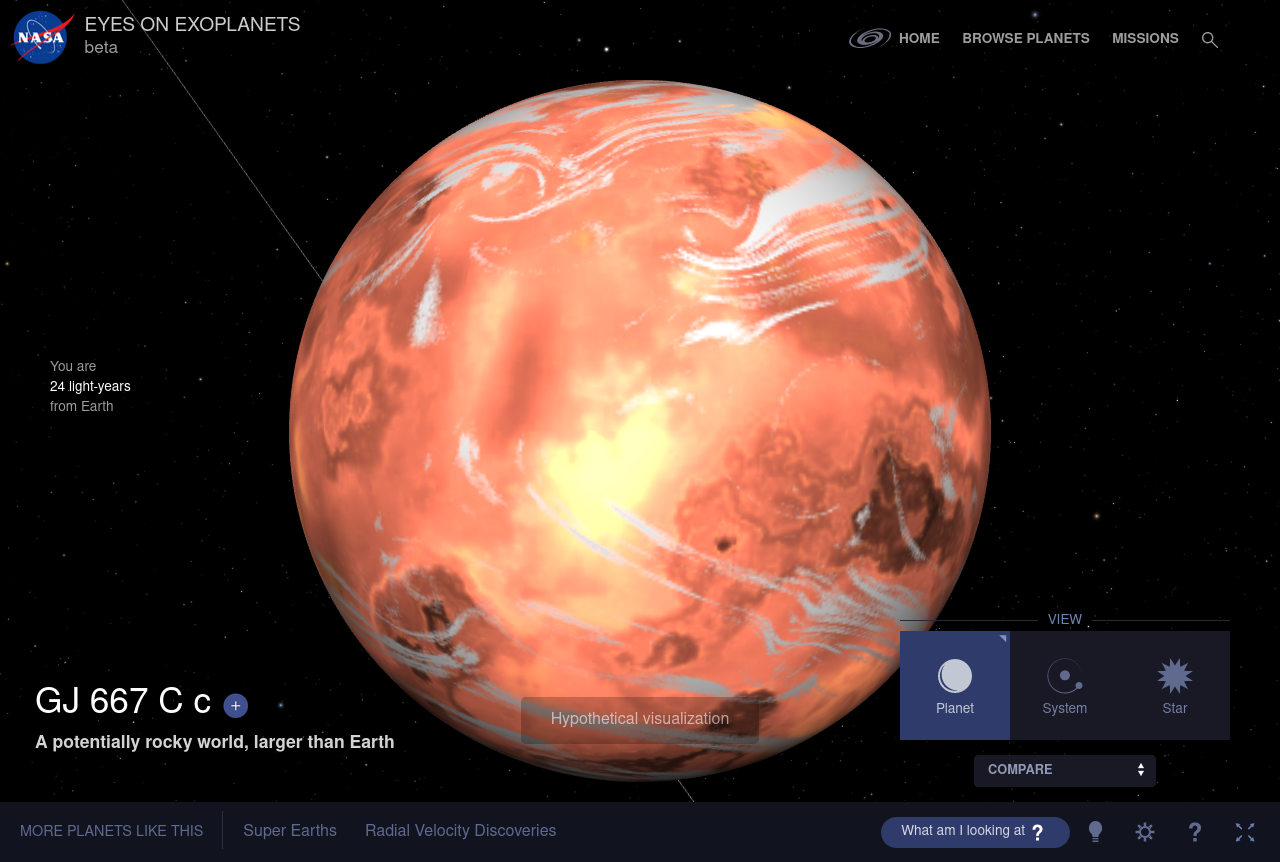 NASA
EYES ON EXOPLANETS
beta
HOME
BROWSE PLANETS
MISSIONS
You are
24 light-years
from Earth
GJ 667 C c +
A potentially rocky world, larger than Earth
Hypothetical visualization
VIEW
Planet
System
Star
COMPARE
MORE PLANETS LIKE THIS
Super Earths
Radial Velocity Discoveries
What am I looking at ?
?